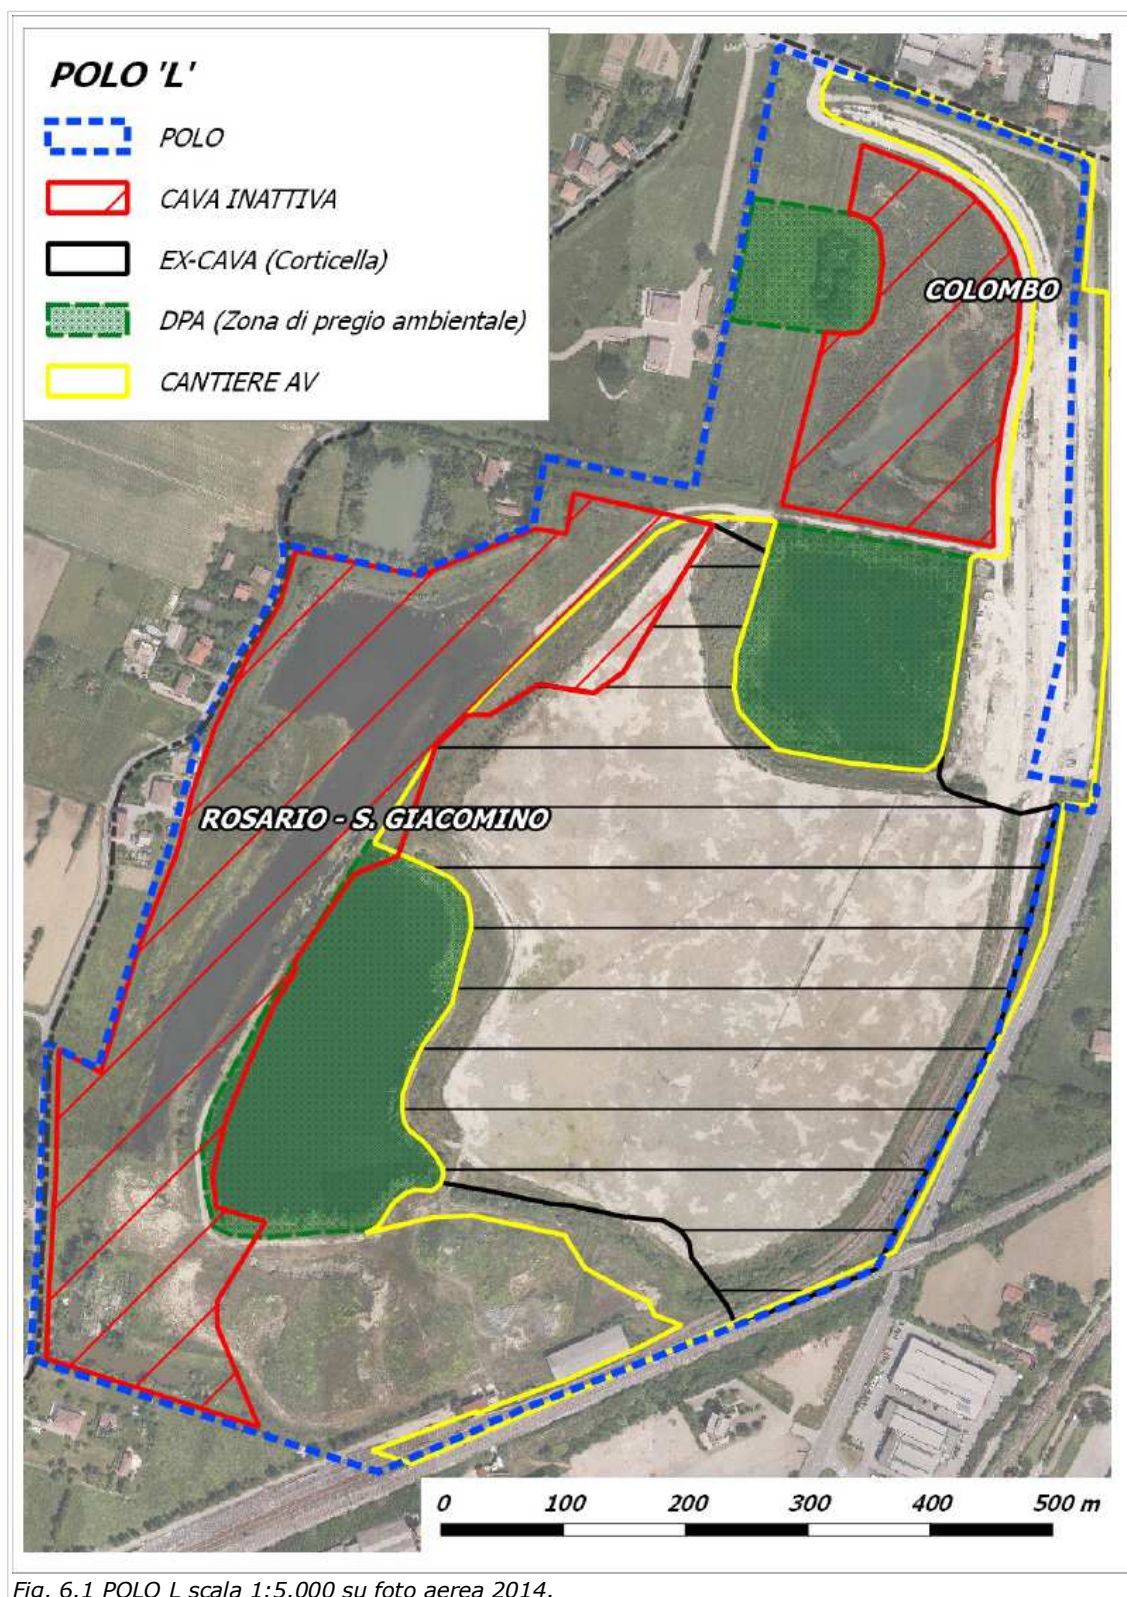 POLO 'L'
POLO
CAVA INATTIVA
EX-CAVA (Corticella)
DPA (Zona di pregio ambientale)
CANTIERE AV
COLOMBO
ROSARIO - S. GIACOMINO
0 100 200 300 400 500 m
Fig. 6.1 POLO L scala 1:5.000 su foto aerea 2014.